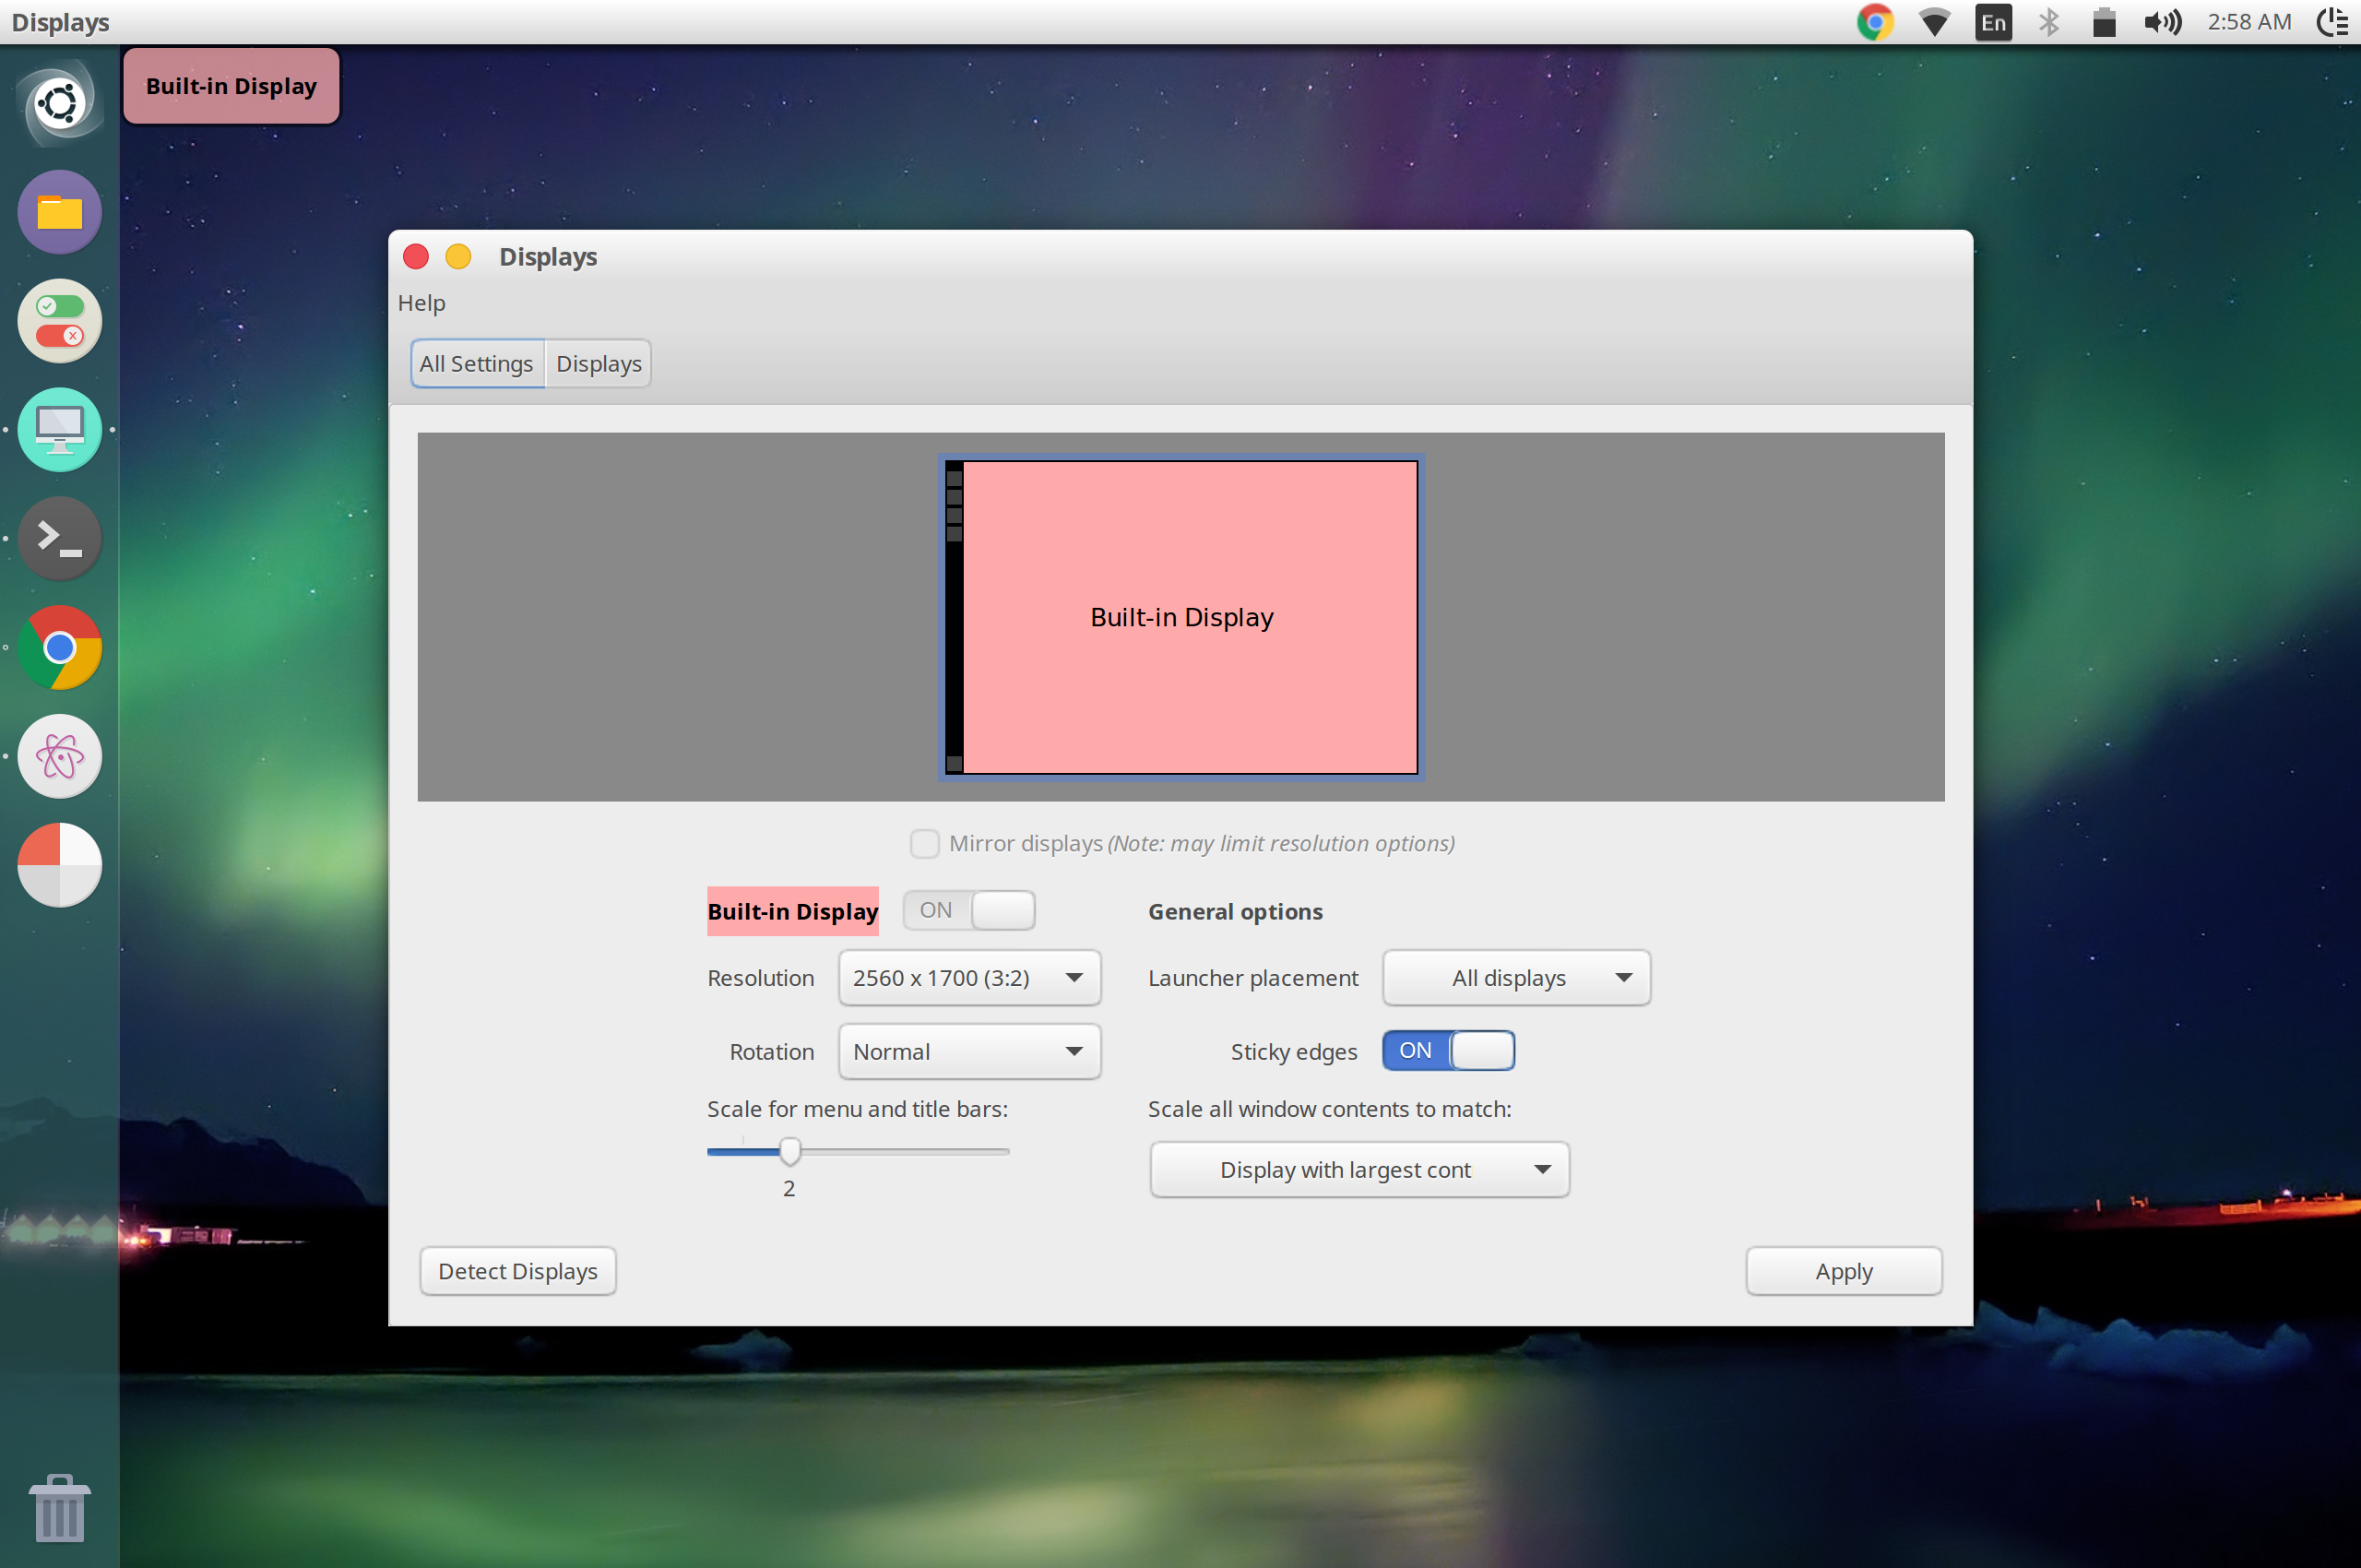 Displays
En
2:58 AM
Built-in Display
Displays
Help
All Settings
Displays
Built-in Display
Mirror displays (Note: may limit resolution options)
Built-in Display
ON
General options
Resolution
2560 x 1700 (3:2)
Launcher placement
All displays
Rotation
Normal
Sticky edges
ON
Scale for menu and title bars:
Scale all window contents to match:
2
Display with largest cont
Detect Displays
Apply